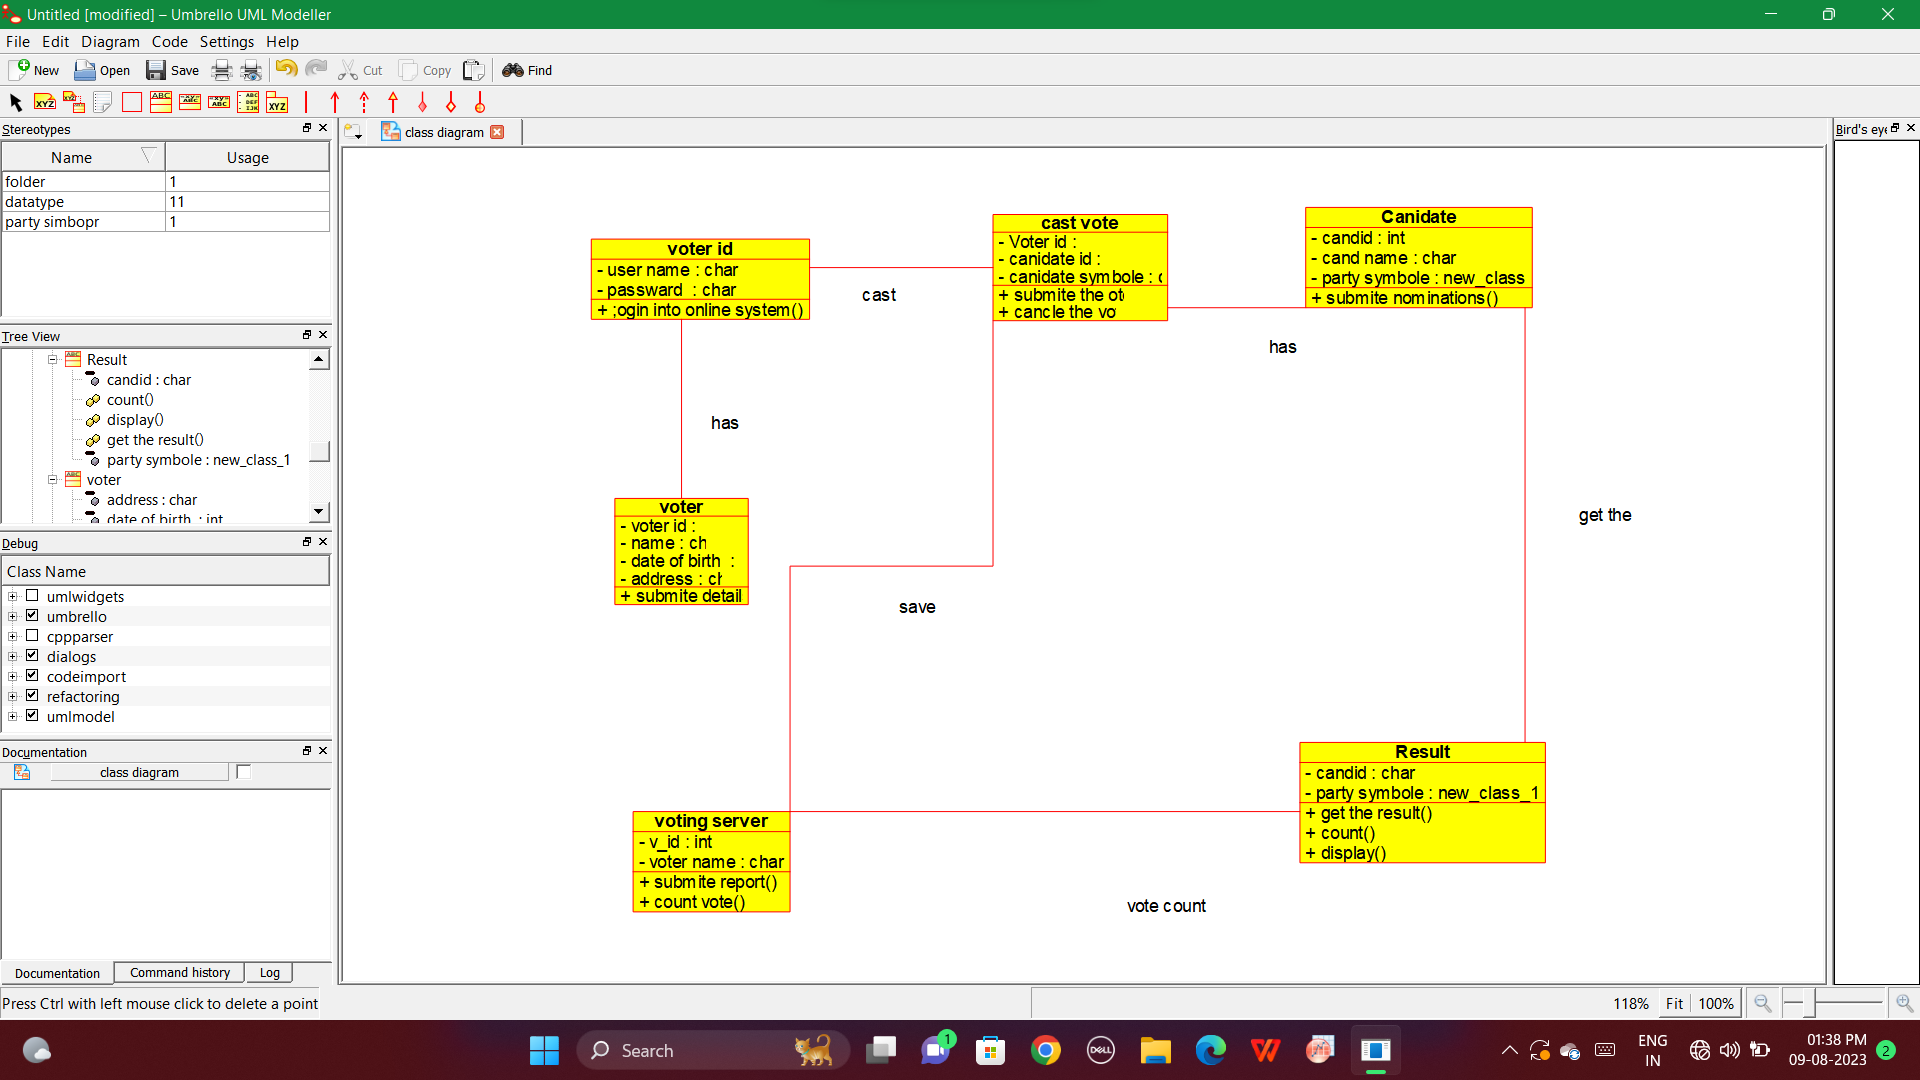 Untitled [modified] – Umbrello UML Modeller
File Edit Diagram Code Settings Help
New Open Save Cut Copy Find
Stereotypes
Name Usage
folder 1
datatype 11
party simbopr 1
Tree View
Result
candid : char
count()
display()
get the result()
party symbole : new_class_1
voter
address : char
date of birth : int
Debug
Class Name
umlwidgets
umbrello
cppparser
dialogs
codeimport
refactoring
umlmodel
Documentation
class diagram
Documentation Command history Log
Press Ctrl with left mouse click to delete a point
class diagram
voter id
- user name : char
- passward : char
+ ;ogin into online system()
cast
cast vote
- Voter id :
- canidate id :
- canidate symbole : c
+ submite the ot
+ cancle the vo
Canidate
- candid : int
- cand name : char
- party symbole : new_class
+ submite nominations()
has
has
get the
voter
- voter id :
- name : ch
- date of birth :
- address : ch
+ submite detail
save
Result
- candid : char
- party symbole : new_class_1
+ get the result()
+ count()
+ display()
voting server
- v_id : int
- voter name : char
+ submite report()
+ count vote()
vote count
Bird's eye
118% Fit 100%
Search
1
DELL
ENG
IN
01:38 PM
09-08-2023
2